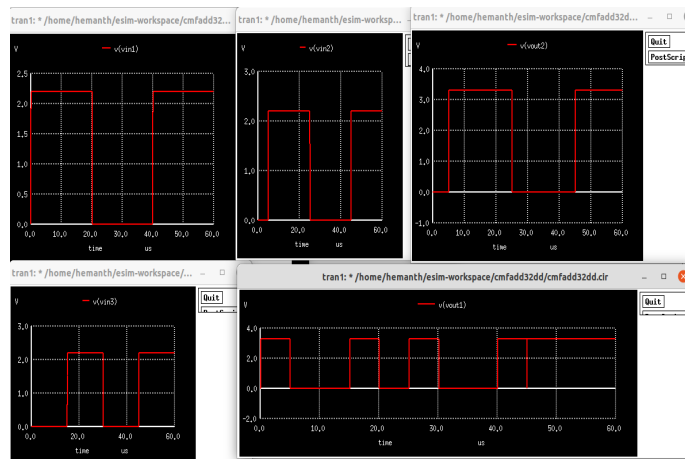 tran1: * /home/hemanth/esim-workspace/cmfadd32...
V
v(vin1)
2.5
2.0
1.5
1.0
0.5
0.0
0.0 10.0 20.0 30.0 40.0 50.0 60.0
time us
tran1: * /home/hemanth/esim-worksp...
V
v(vin2)
3.0
2.0
1.0
0.0
0.0 20.0 40.0 60.0
time us
tran1: * /home/hemanth/esim-workspace/cmfadd32d...
V
v(vout2)
4.0
3.0
2.0
1.0
0.0
-1.0
0.0 10.0 20.0 30.0 40.0 50.0 60.0
time us
Quit
PostScrip
tran1: * /home/hemanth/esim-workspace/...
V
v(vin3)
3.0
2.0
1.0
0.0
0.0 20.0 40.0 60.0
time us
Quit
tran1: * /home/hemanth/esim-workspace/cmfadd32dd/cmfadd32dd.cir
V
v(vout1)
4.0
2.0
0.0
-2.0
0.0 10.0 20.0 30.0 40.0 50.0 60.0
time us
Quit